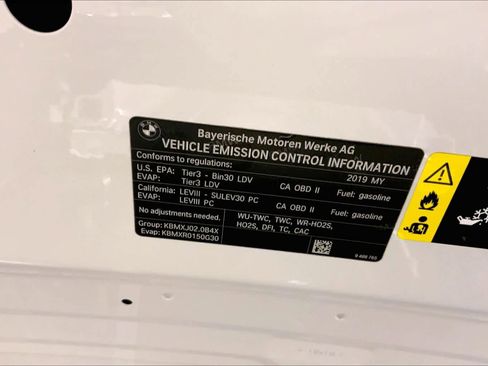 BMW
Bayerische Motoren Werke AG
VEHICLE EMISSION CONTROL INFORMATION
Conforms to regulations: 2019 MY
U.S. EPA: Tier3 - Bin30 LDV CA OBD II Fuel: gasoline
EVAP: Tier3 LDV
California: LEVIII - SULEV30 PC CA OBD II Fuel: gasoline
EVAP: LEVIII PC
No adjustments needed. WU-TWC, TWC, WR-HO2S,
HO2S, DFI, TC, CAC
Group: KBMXJ02.0B4X
Evap: KBMXR0150G30